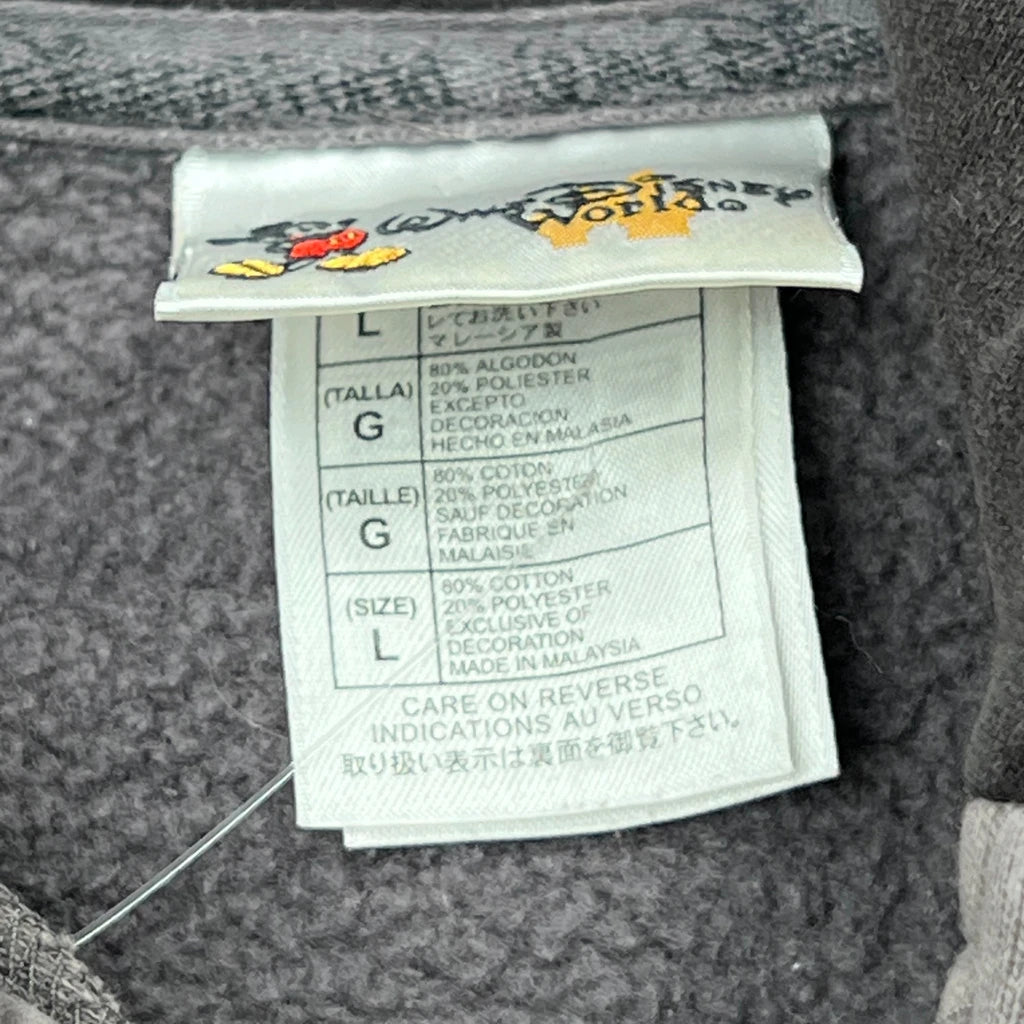 Walt Disney
World®
L
してお洗い下さい
マレーシア製
(TALLA)
G
80% ALGODON
20% POLIESTER
EXCEPTO
DECORACION
HECHO EN MALASIA
(TAILLE)
G
80% COTON
20% POLYESTER
SAUF DECORATION
FABRIQUE EN
MALAISIE
(SIZE)
L
80% COTTON
20% POLYESTER
EXCLUSIVE OF
DECORATION
MADE IN MALAYSIA
CARE ON REVERSE
INDICATIONS AU VERSO
取り扱い表示は裏面を御覧下さい。